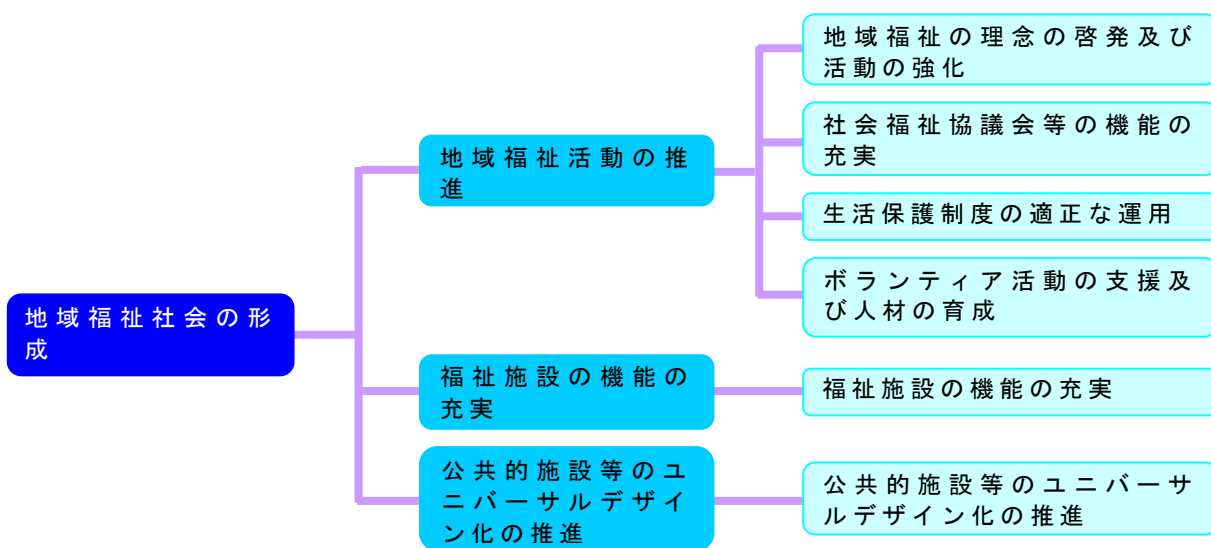 地域福祉社会の形
成
地域福祉活動の推
進
地域福祉の理念の啓発及び
活動の強化
社会福祉協議会等の機能の
充実
生活保護制度の適正な運用
ボランティア活動の支援及
び人材の育成
福祉施設の機能の
充実
福祉施設の機能の充実
公共的施設等のユ
ニバーサルデザイ
ン化の推進
公共的施設等のユニバーサ
ルデザイン化の推進